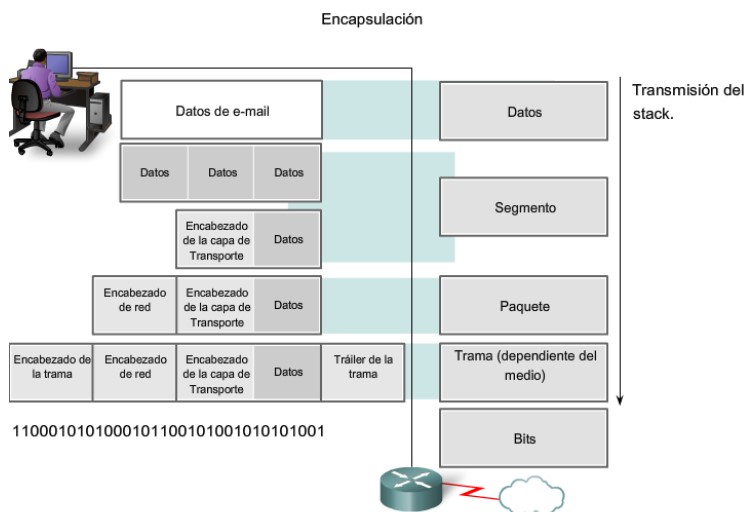 Encapsulación
Transmisión del
stack.
Datos de e-mail
Datos
Datos
Datos
Datos
Segmento
Encabezado
de la capa de
Transporte
Datos
Encabezado
de red
Encabezado
de la capa de
Transporte
Datos
Paquete
Encabezado de
la trama
Encabezado
de red
Encabezado
de la capa de
Transporte
Datos
Tráiler de la
trama
Trama (dependiente del
medio)
1100010101000101100101001010101001
Bits